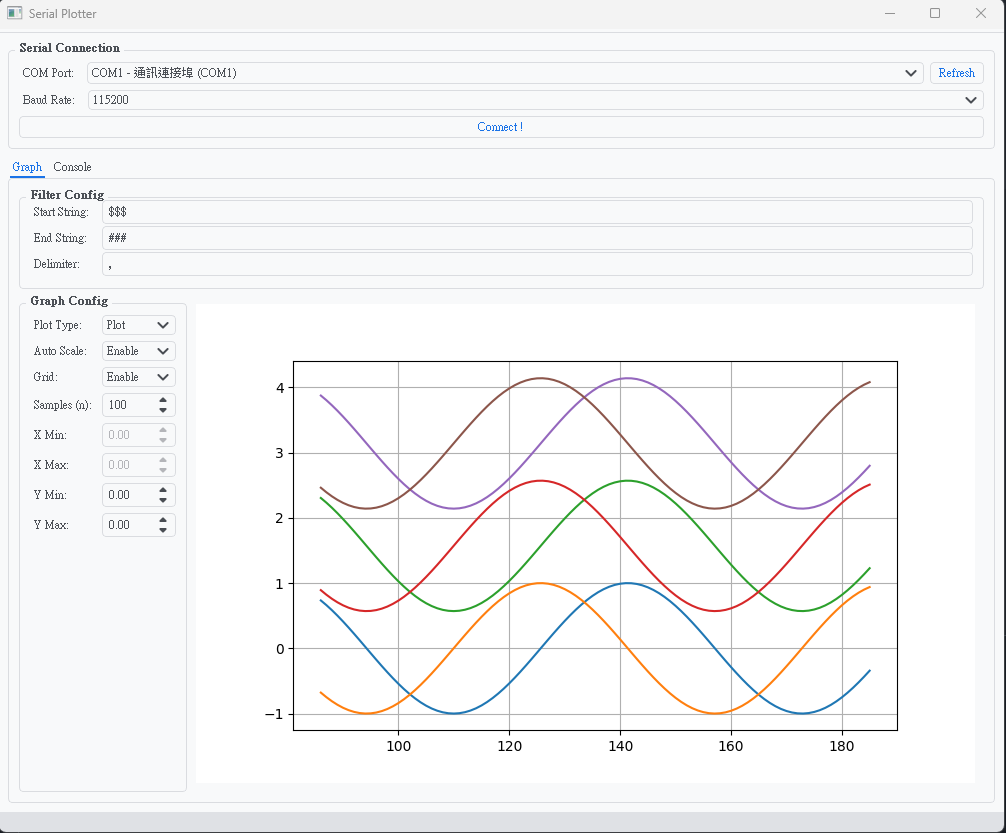 Serial Plotter
Serial Connection
COM Port: COM1 - 通訊連接埠 (COM1) Refresh
Baud Rate: 115200
Connect !
Graph Console
Filter Config
Start String: $$$
End String: ###
Delimiter: ,
Graph Config
Plot Type: Plot
Auto Scale: Enable
Grid: Enable
Samples (n): 100
X Min: 0.00
X Max: 0.00
Y Min: 0.00
Y Max: 0.00
4
3
2
1
0
−1
100 120 140 160 180